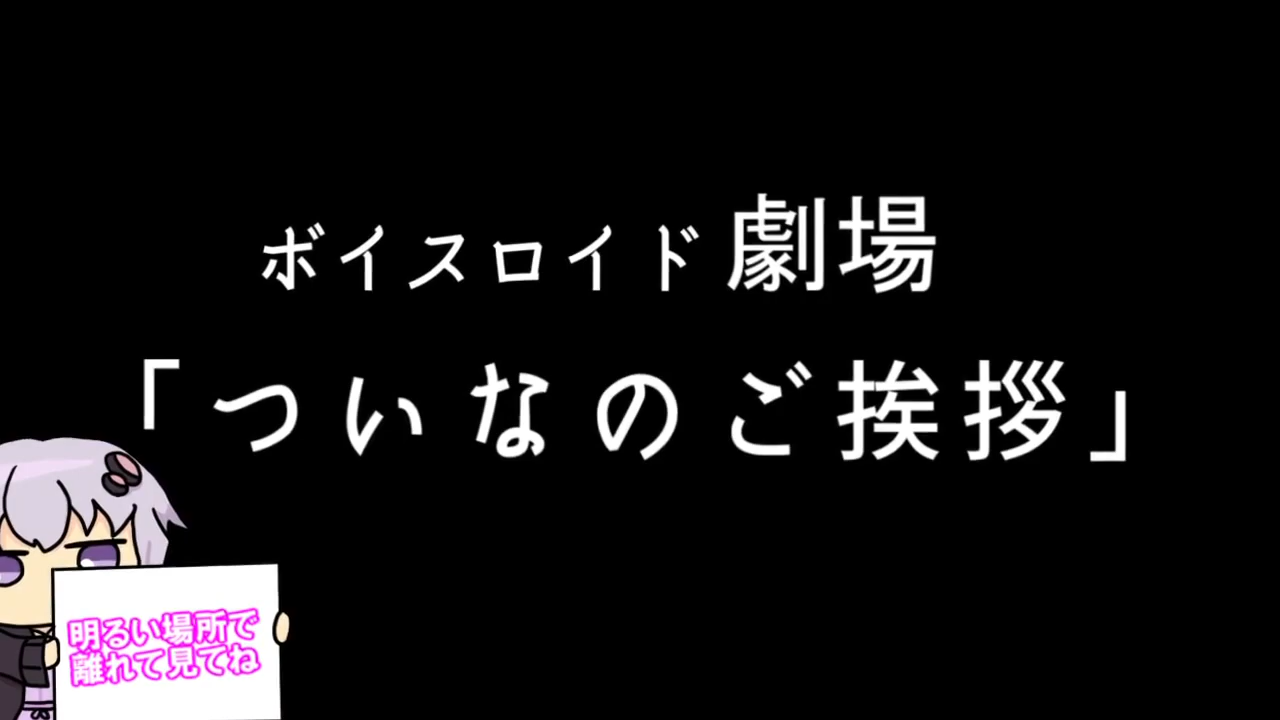 ボイスロイド劇場
「ついなのご挨拶」
明るい場所で
離れて見てね